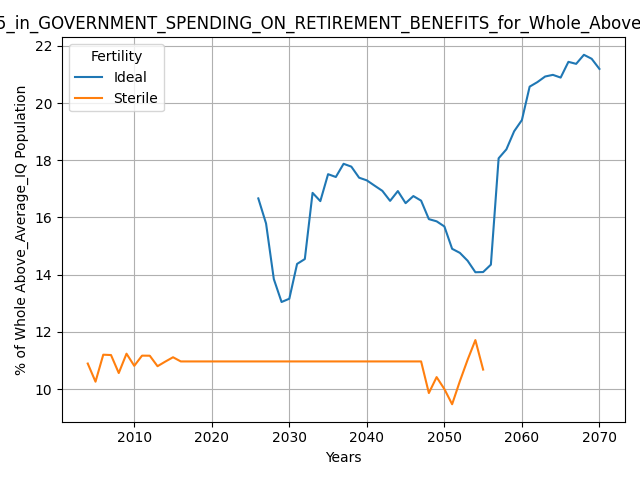 5_in_GOVERNMENT_SPENDING_ON_RETIREMENT_BENEFITS_for_Whole_Above
Fertility
Ideal
Sterile
% of Whole Above_Average_IQ Population
22
20
18
16
14
12
10
2010 2020 2030 2040 2050 2060 2070
Years